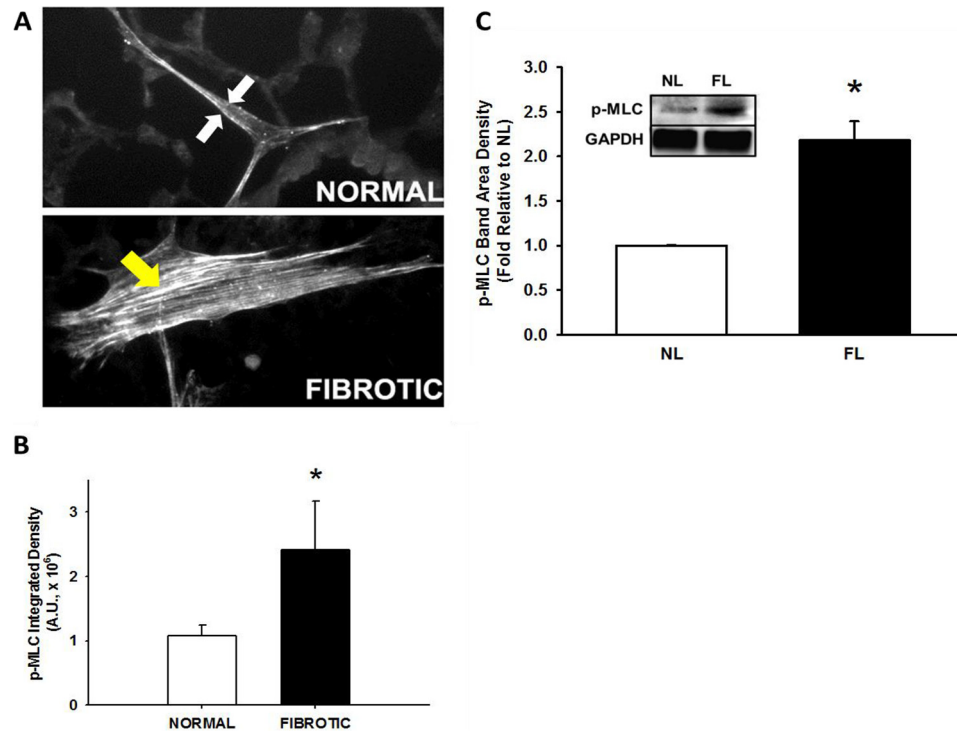 A
NORMAL
FIBROTIC
B
p-MLC Integrated Density
(A.U., x 10⁶)
3
2
1
0
*
NORMAL FIBROTIC
C
p-MLC Band Area Density
(Fold Relative to NL)
3.0
2.5
2.0
1.5
1.0
0.5
0.0
NL FL
p-MLC
GAPDH
*
NL FL